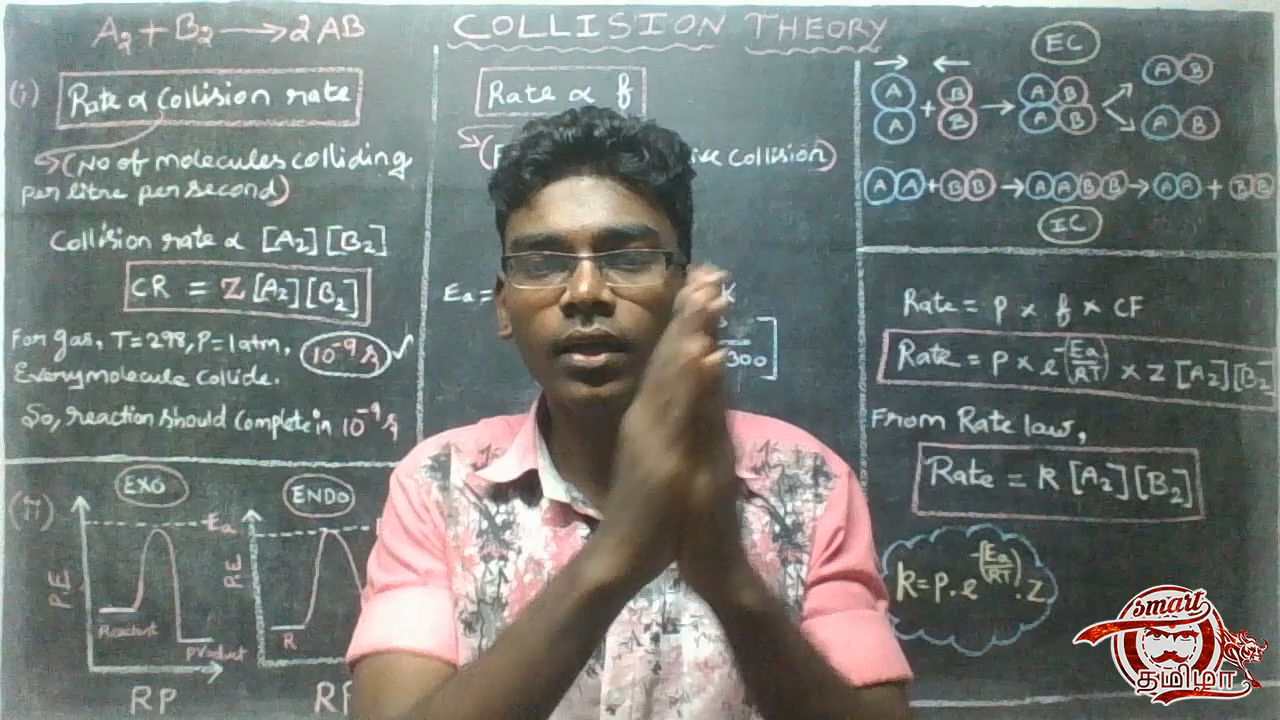 COLLISION THEORY
A₂ + B₂ → 2AB
(i) Rate α Collision rate
(No of molecules colliding
per litre per second)
Collision rate α [A₂][B₂]
CR = Z[A₂][B₂]
For gas, T=298, P=1atm, 10⁻⁹ s ✓
Every molecule collide.
So, reaction should complete in 10⁻⁹ s
(ii) EXO
Ea
P.E
Reactant
product
RP
ENDO
P.E
R
Rate α f
Collision)
Ea =
300
EC
A A + B B → A B A B
A B
A B
A A + B B → A A B B → A A + B B
IC
Rate = P × f × CF
Rate = P × e^-(Ea/RT) × Z [A₂][B₂]
From Rate law,
Rate = k [A₂][B₂]
k = P. e^-(Ea/RT). Z
smart
தமிழா